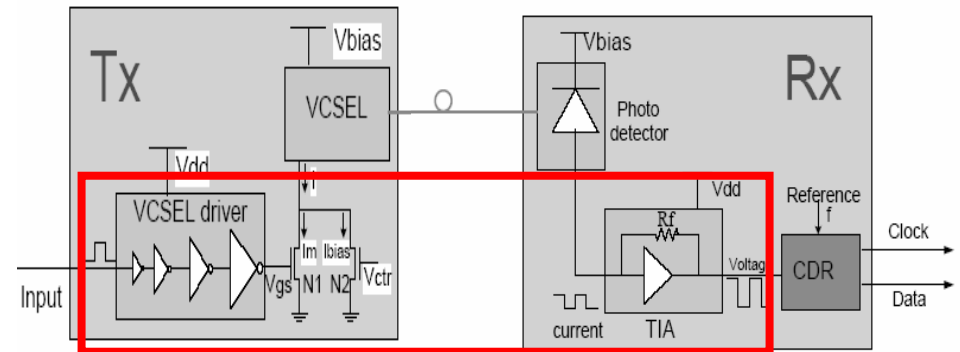 Tx
Vbias
VCSEL
Vdd
I
VCSEL driver
Im
Ibias
Vgs
N1
N2
Vctr
Input
Vbias
Rx
Photo
detector
Vdd
Rf
Reference
f
Voltag
CDR
Clock
Data
current
TIA